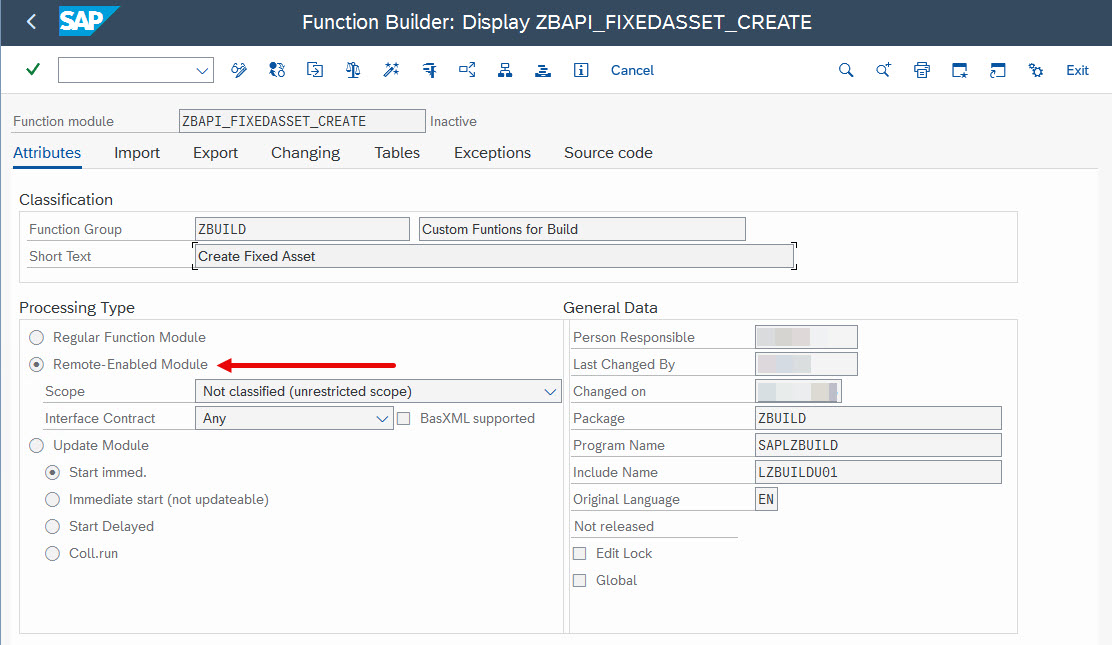 SAP Function Builder: Display ZBAPI_FIXEDASSET_CREATE
Cancel Exit
Function module ZBAPI_FIXEDASSET_CREATE Inactive
Attributes Import Export Changing Tables Exceptions Source code
Classification
Function Group ZBUILD Custom Funtions for Build
Short Text Create Fixed Asset
Processing Type
Regular Function Module
Remote-Enabled Module
Scope Not classified (unrestricted scope)
Interface Contract Any BasXML supported
Update Module
Start immed.
Immediate start (not updateable)
Start Delayed
Coll.run
General Data
Person Responsible
Last Changed By
Changed on
Package ZBUILD
Program Name SAPLZBUILD
Include Name LZBUILDU01
Original Language EN
Not released
Edit Lock
Global